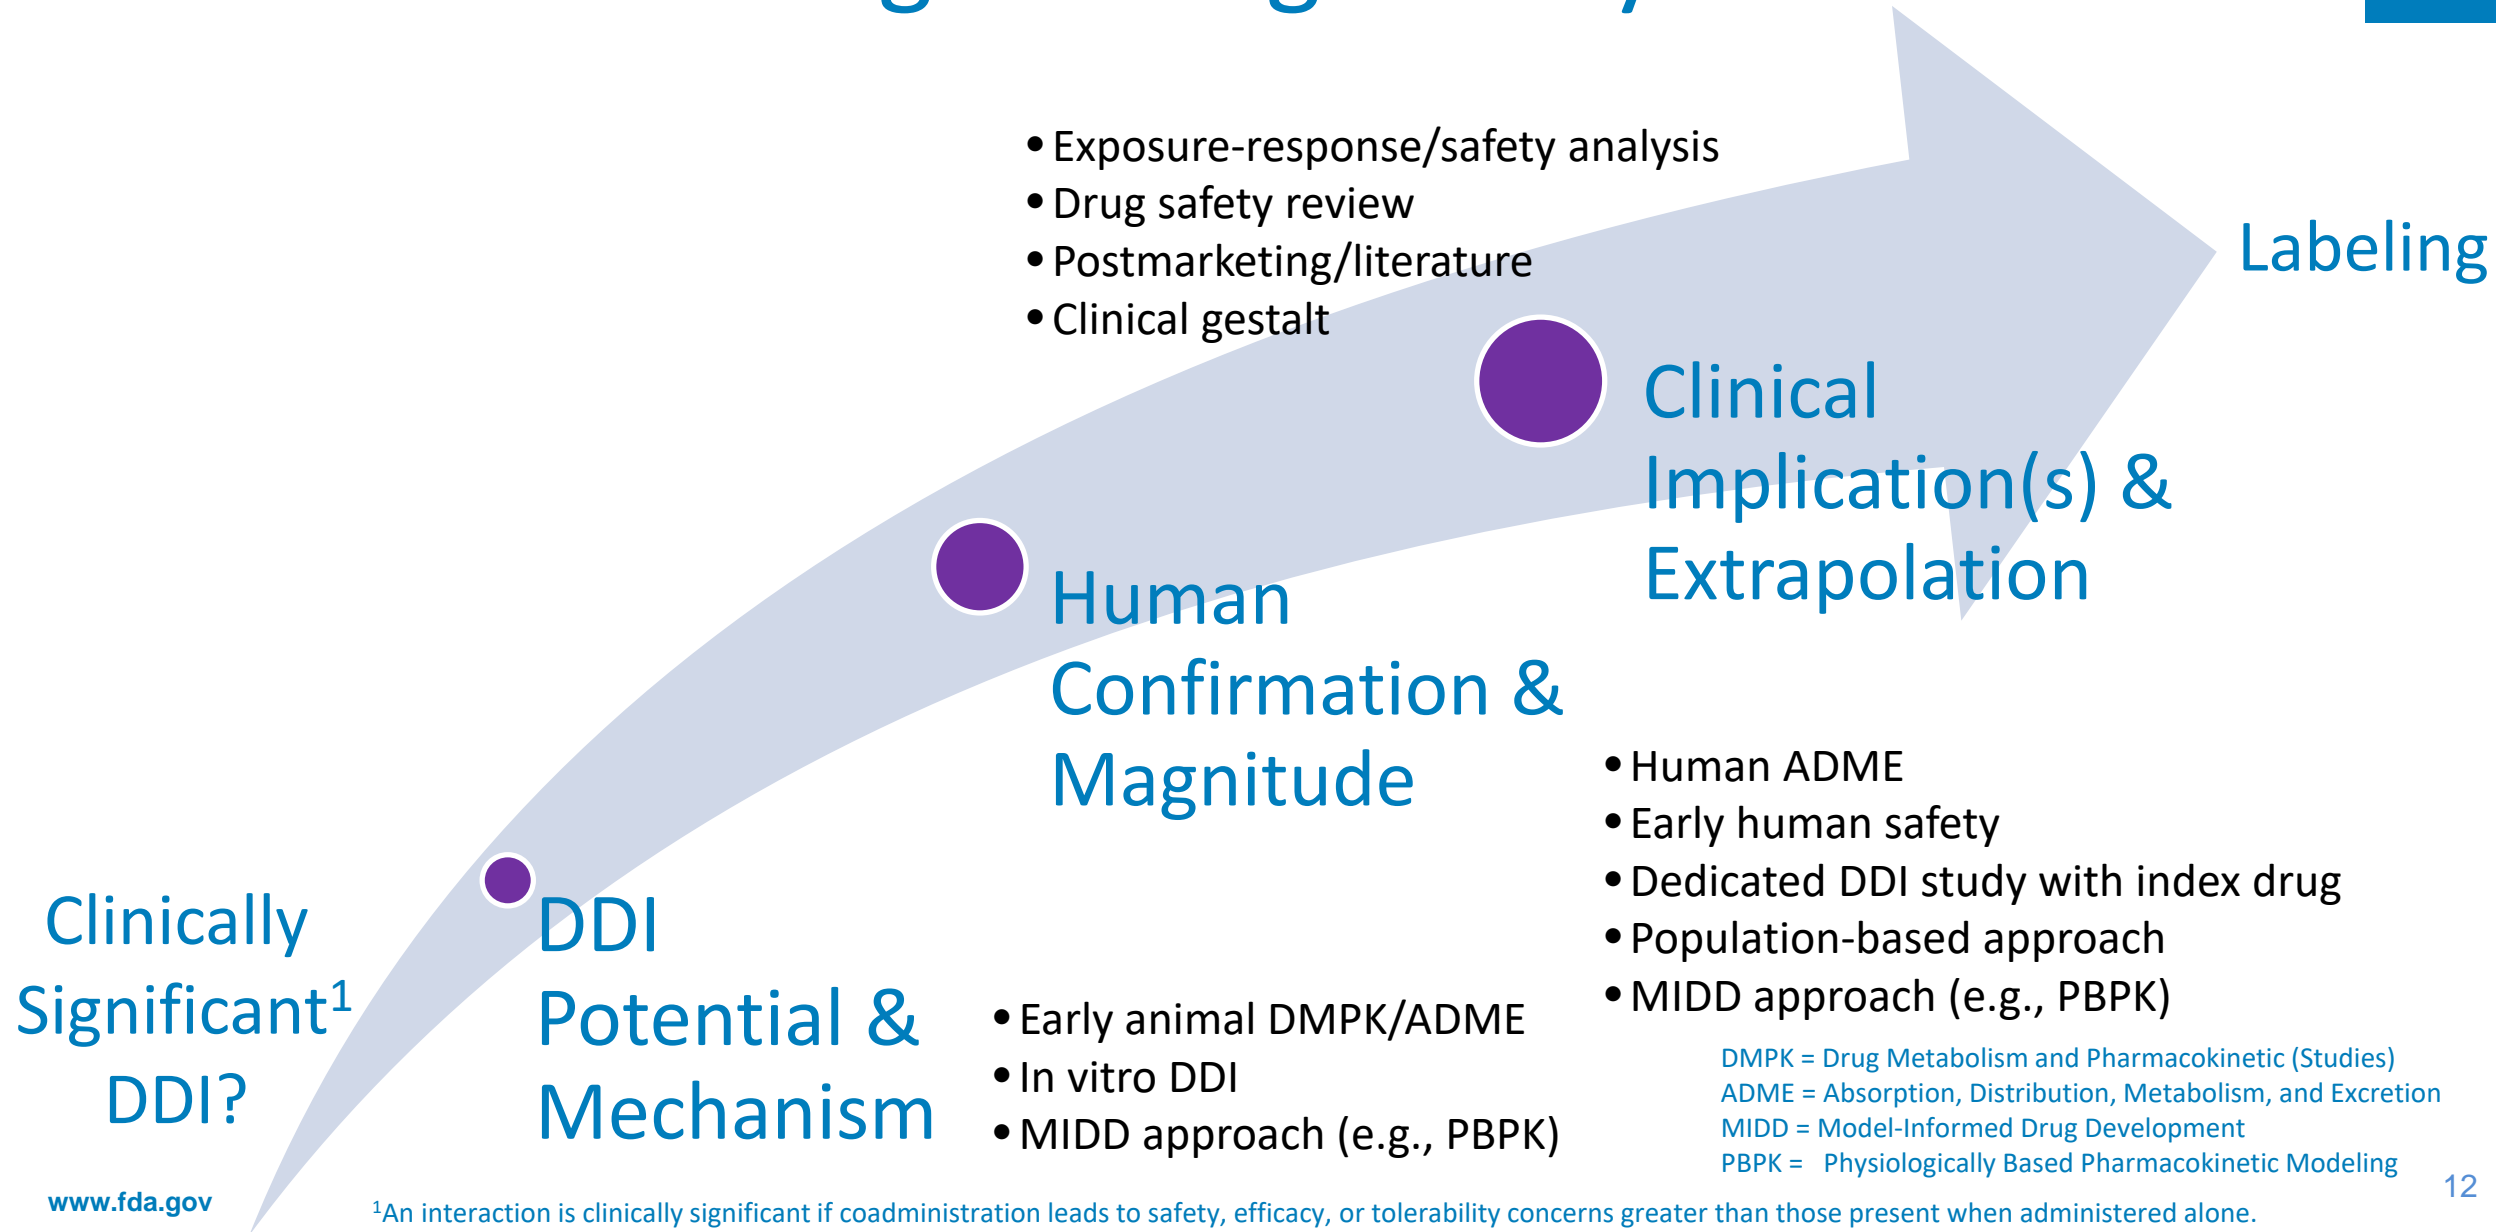 • Exposure-response/safety analysis
• Drug safety review
• Postmarketing/literature
• Clinical gestalt
Labeling
Clinical
Implication(s) &
Extrapolation
Human
Confirmation &
Magnitude
• Human ADME
• Early human safety
• Dedicated DDI study with index drug
• Population-based approach
• MIDD approach (e.g., PBPK)
Clinically
Significant¹
DDI?
DDI
Potential &
Mechanism
• Early animal DMPK/ADME
• In vitro DDI
• MIDD approach (e.g., PBPK)
DMPK = Drug Metabolism and Pharmacokinetic (Studies)
ADME = Absorption, Distribution, Metabolism, and Excretion
MIDD = Model-Informed Drug Development
PBPK = Physiologically Based Pharmacokinetic Modeling
12
www.fda.gov
¹An interaction is clinically significant if coadministration leads to safety, efficacy, or tolerability concerns greater than those present when administered alone.